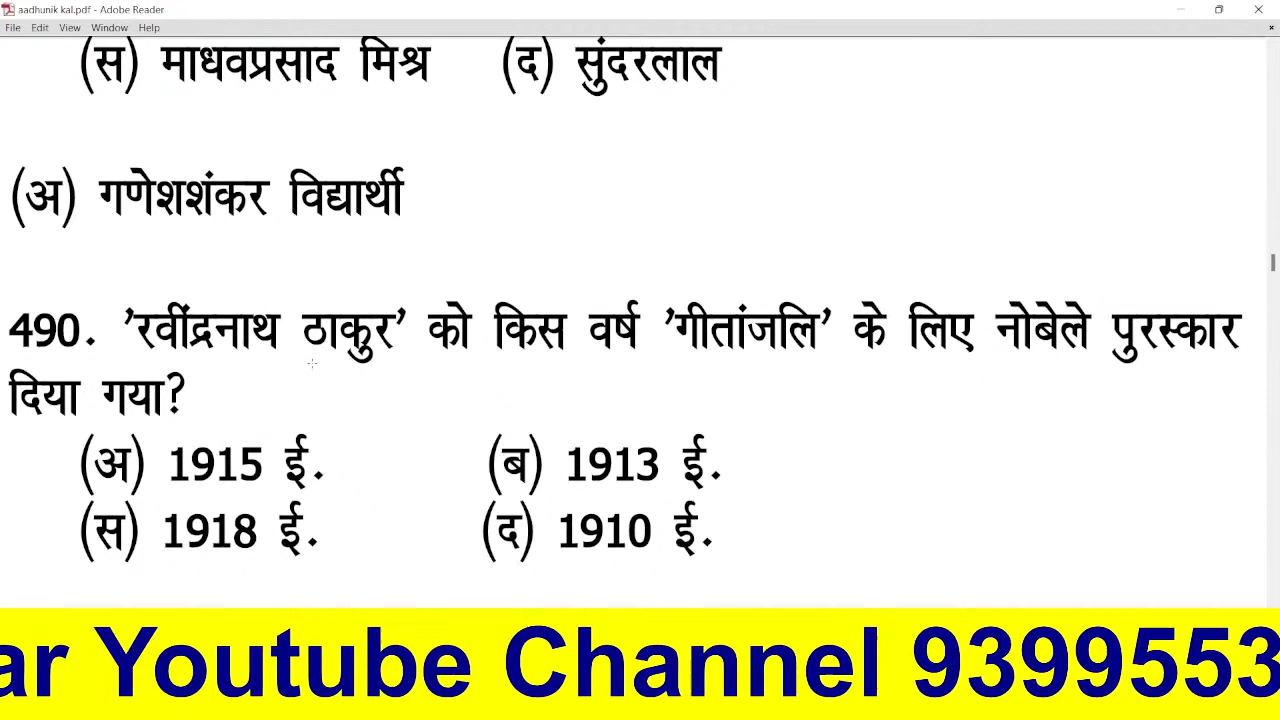 aadhunik kal.pdf - Adobe Reader
File Edit View Window Help
(स) माधवप्रसाद मिश्र (द) सुंदरलाल
(अ) गणेशशंकर विद्यार्थी
490. ’रवींद्रनाथ ठाकुर’ को किस वर्ष ’गीतांजलि’ के लिए नोबेले पुरस्कार
दिया गया?
(अ) 1915 ई. (ब) 1913 ई.
(स) 1918 ई. (द) 1910 ई.
ar Youtube Channel 9399553